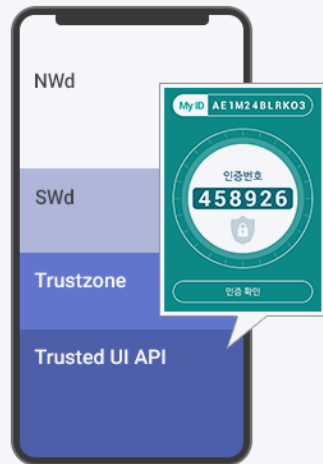 NWd
My ID AE1M24BLRKO3
인증번호
458926
SWd
인증 확인
Trustzone
Trusted UI API